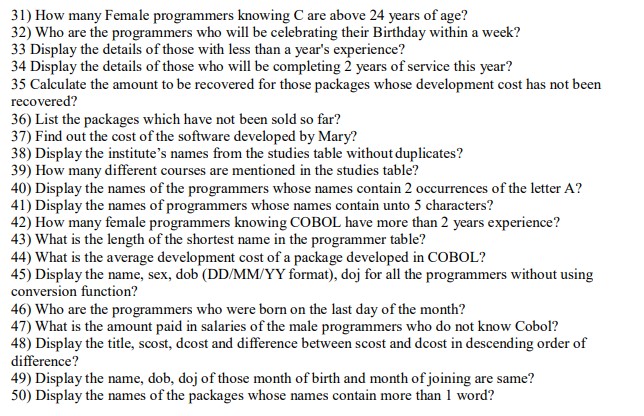 31) How many Female programmers knowing C are above 24 years of age?
32) Who are the programmers who will be celebrating their Birthday within a week?
33 Display the details of those with less than a year's experience?
34 Display the details of those who will be completing 2 years of service this year?
35 Calculate the amount to be recovered for those packages whose development cost has not been
recovered?
36) List the packages which have not been sold so far?
37) Find out the cost of the software developed by Mary?
38) Display the institute’s names from the studies table without duplicates?
39) How many different courses are mentioned in the studies table?
40) Display the names of the programmers whose names contain 2 occurrences of the letter A?
41) Display the names of programmers whose names contain unto 5 characters?
42) How many female programmers knowing COBOL have more than 2 years experience?
43) What is the length of the shortest name in the programmer table?
44) What is the average development cost of a package developed in COBOL?
45) Display the name, sex, dob (DD/MM/YY format), doj for all the programmers without using
conversion function?
46) Who are the programmers who were born on the last day of the month?
47) What is the amount paid in salaries of the male programmers who do not know Cobol?
48) Display the title, scost, dcost and difference between scost and dcost in descending order of
difference?
49) Display the name, dob, doj of those month of birth and month of joining are same?
50) Display the names of the packages whose names contain more than 1 word?